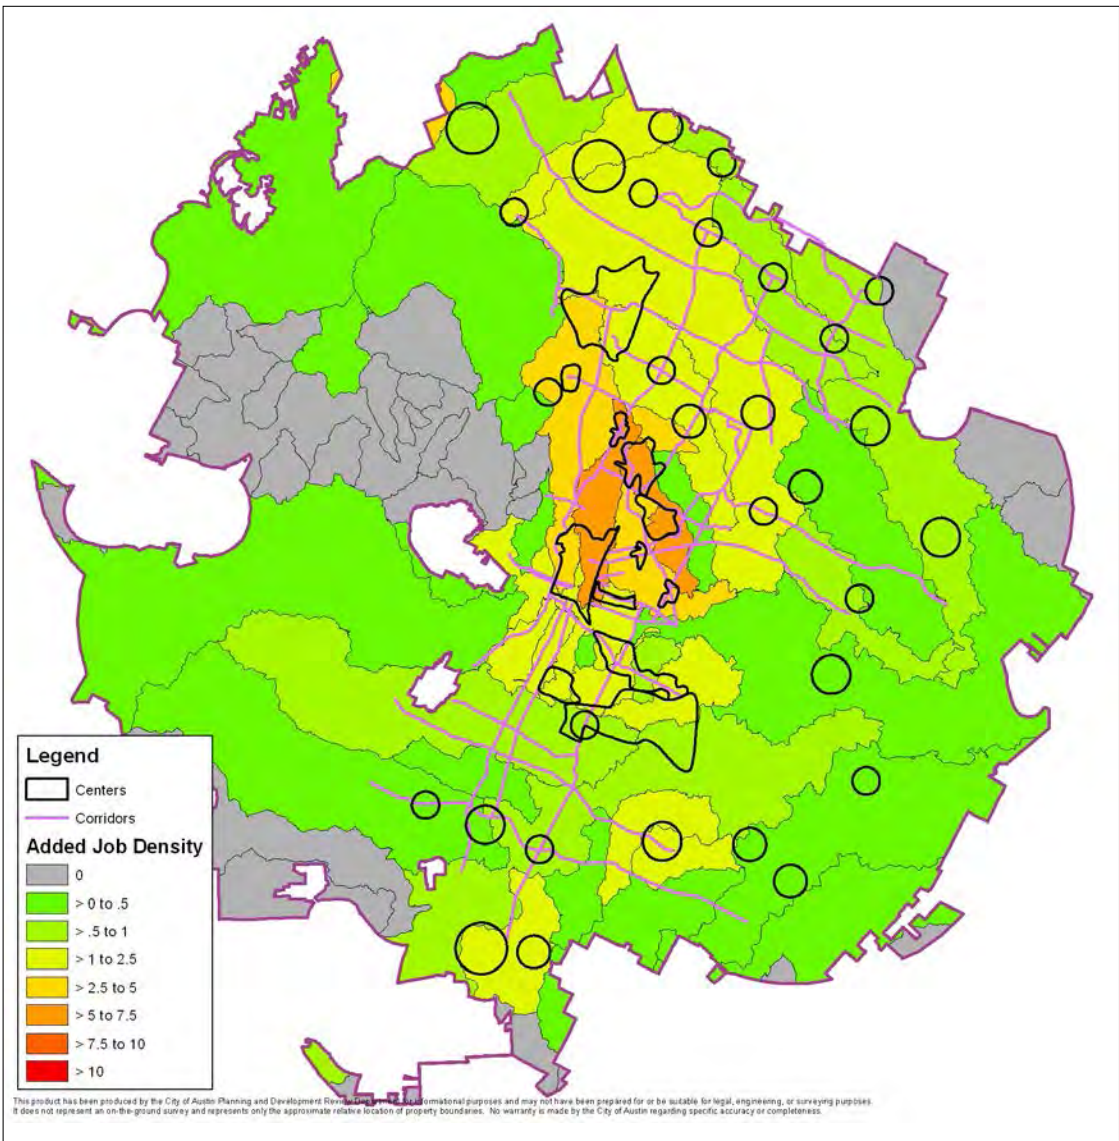 Legend
Centers
Corridors
Added Job Density
0
> 0 to .5
> .5 to 1
> 1 to 2.5
> 2.5 to 5
> 5 to 7.5
> 7.5 to 10
> 10
This product has been produced by the City of Austin Planning and Development Review for informational purposes and may not have been prepared for or be suitable for legal, engineering, or surveying purposes.
It does not represent an on-the-ground survey and represents only the approximate relative location of property boundaries. No warranty is made by the City of Austin regarding specific accuracy or completeness.